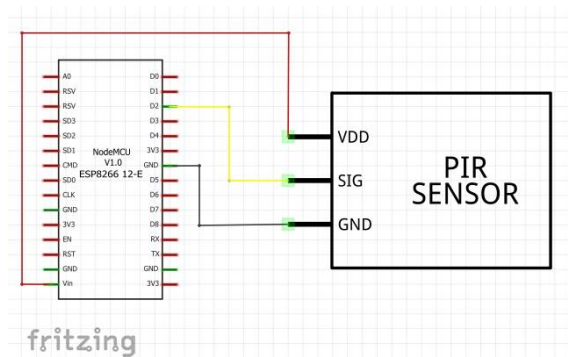 A0
RSV
RSV
SD3
SD2
SD1
CMD
SD0
CLK
GND
3V3
EN
RST
GND
Vin
NodeMCU
V1.0
ESP8266 12-E
D0
D1
D2
D3
D4
3V3
GND
D5
D6
D7
D8
RX
TX
GND
3V3
VDD
SIG
GND
PIR
SENSOR
fritzing